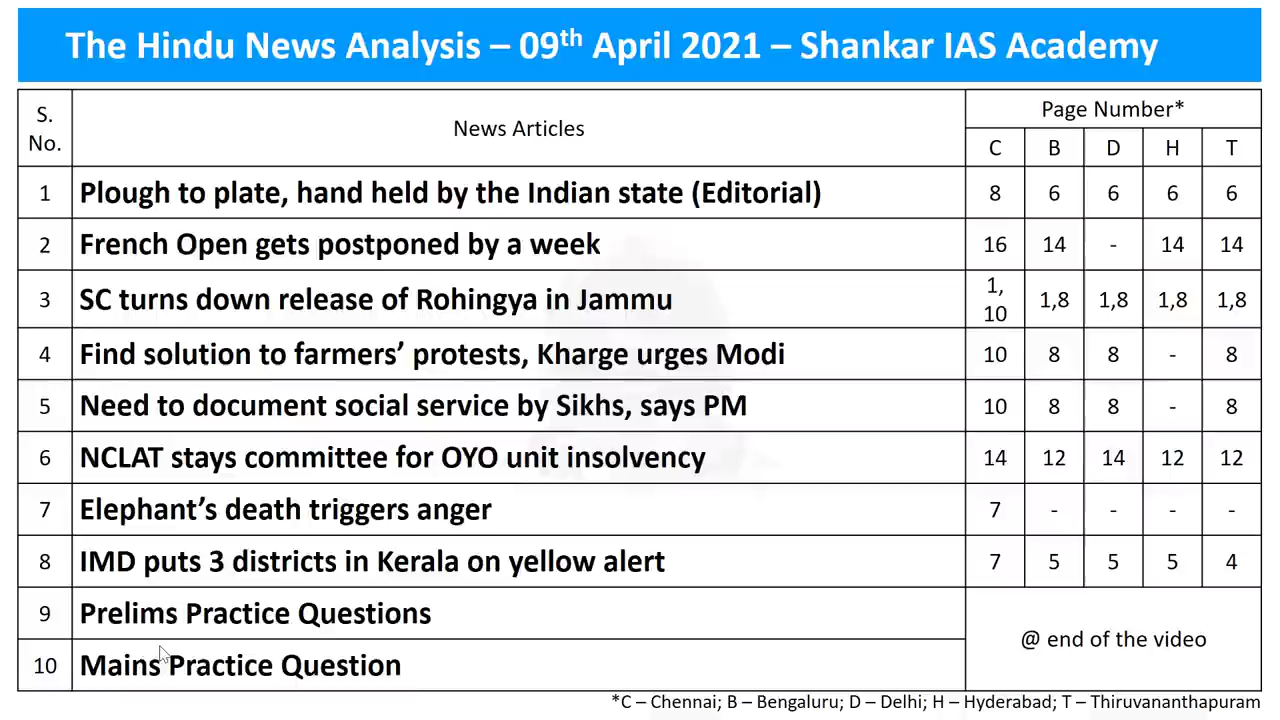 The Hindu News Analysis – 09th April 2021 – Shankar IAS Academy
S. No. News Articles Page Number*
C B D H T
1 Plough to plate, hand held by the Indian state (Editorial) 8 6 6 6 6
2 French Open gets postponed by a week 16 14 - 14 14
3 SC turns down release of Rohingya in Jammu 1, 10 1,8 1,8 1,8 1,8
4 Find solution to farmers’ protests, Kharge urges Modi 10 8 8 - 8
5 Need to document social service by Sikhs, says PM 10 8 8 - 8
6 NCLAT stays committee for OYO unit insolvency 14 12 14 12 12
7 Elephant’s death triggers anger 7 - - - -
8 IMD puts 3 districts in Kerala on yellow alert 7 5 5 5 4
9 Prelims Practice Questions
@ end of the video
10 Mains Practice Question
*C – Chennai; B – Bengaluru; D – Delhi; H – Hyderabad; T – Thiruvananthapuram